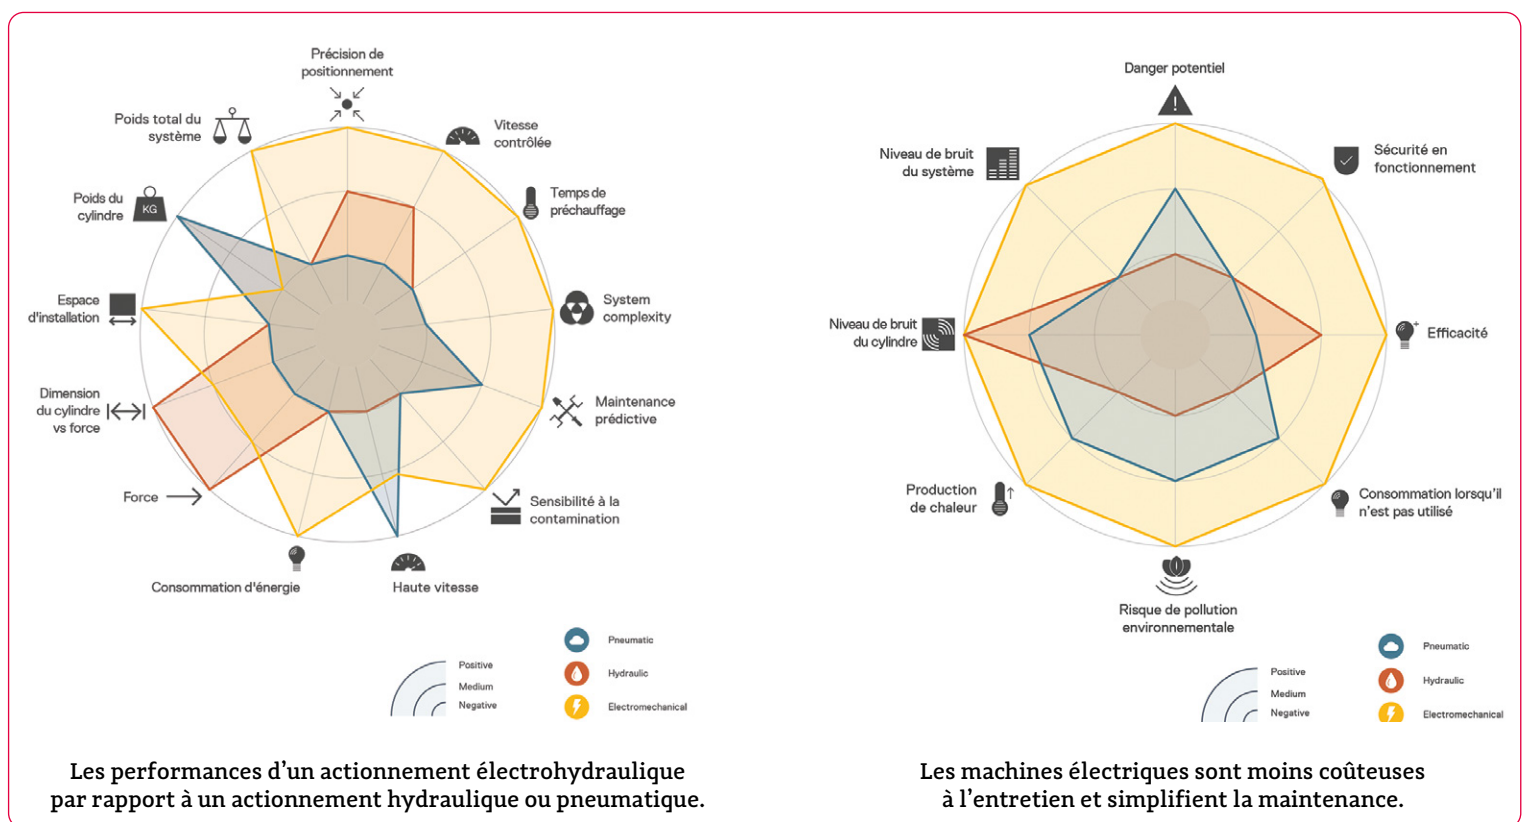 Précision de
positionnement
Poids total du
système
Vitesse
contrôlée
Poids du
cylindre
KG
Temps de
préchauffage
Espace
d'installation
System
complexity
Dimension
du cylindre
vs force
Maintenance
prédictive
Force
Sensibilité à la
contamination
Consommation d'énergie
Haute vitesse
Positive
Medium
Negative
Pneumatic
Hydraulic
Electromechanical
Les performances d’un actionnement électrohydraulique
par rapport à un actionnement hydraulique ou pneumatique.
Danger potentiel
Niveau de bruit
du système
Sécurité en
fonctionnement
Niveau de bruit
du cylindre
Efficacité
Production
de chaleur
Consommation lorsqu'il
n'est pas utilisé
Risque de pollution
environnementale
Positive
Medium
Negative
Pneumatic
Hydraulic
Electromechanical
Les machines électriques sont moins coûteuses
à l’entretien et simplifient la maintenance.